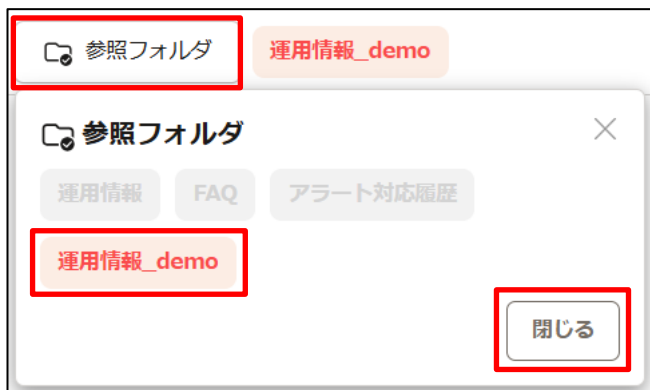 参照フォルダ 運用情報_demo
参照フォルダ
運用情報 FAQ アラート対応履歴
運用情報_demo
閉じる